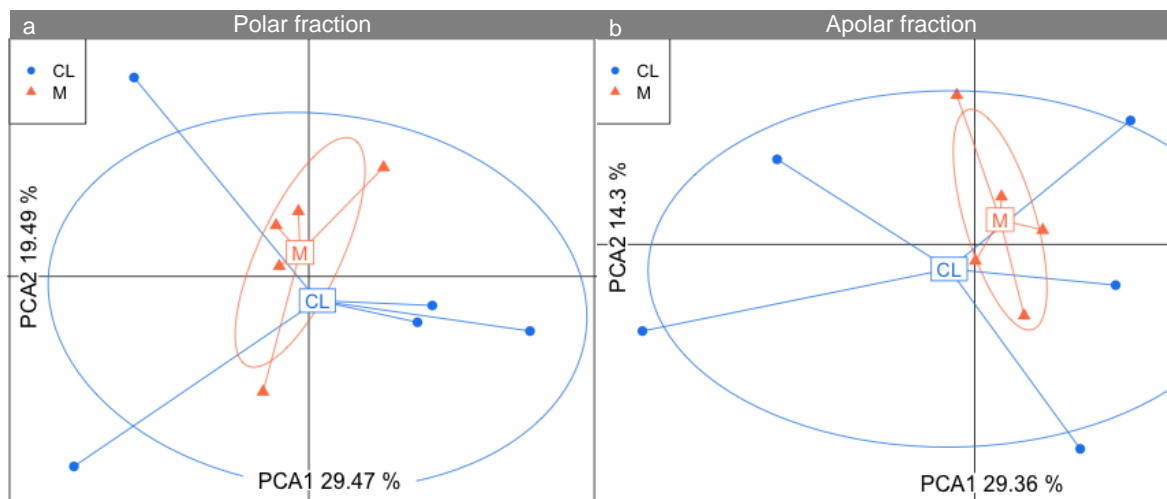 a Polar fraction
CL
M
M
CL
PCA2 19.49 %
PCA1 29.47 %
b Apolar fraction
CL
M
M
CL
PCA2 14.3 %
PCA1 29.36 %